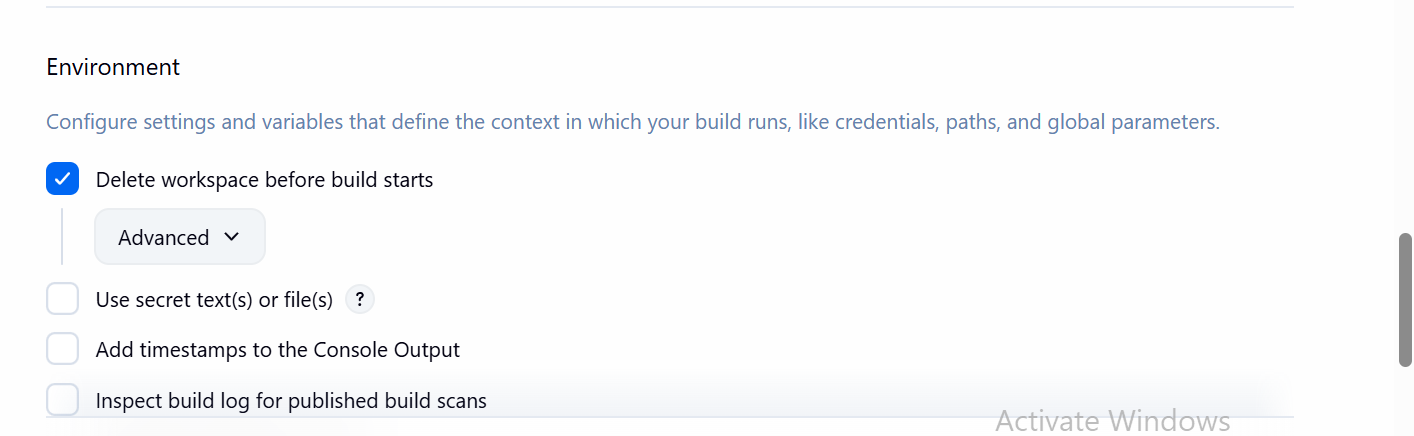 Environment
Configure settings and variables that define the context in which your build runs, like credentials, paths, and global parameters.
Delete workspace before build starts
Advanced
Use secret text(s) or file(s) ?
Add timestamps to the Console Output
Inspect build log for published build scans
Activate Windows